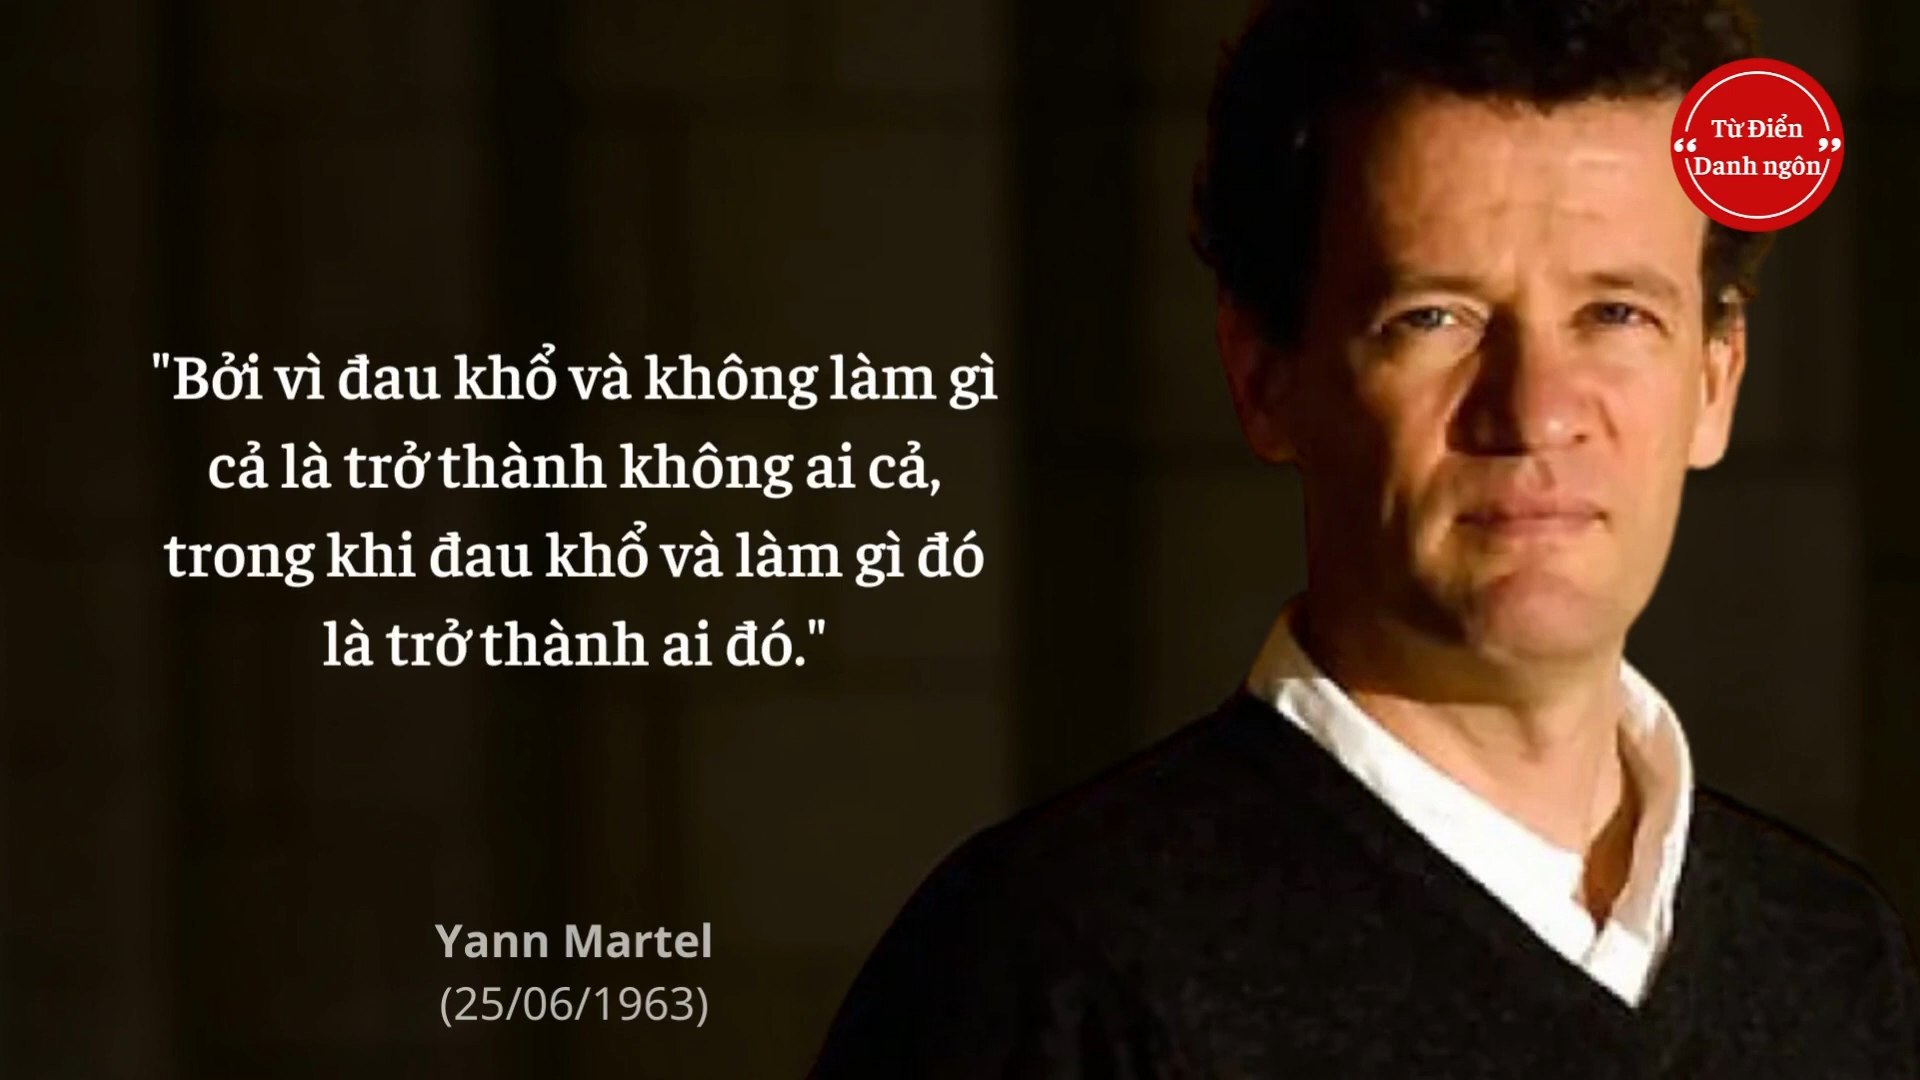 Từ Điển
“ ”
Danh ngôn
"Bởi vì đau khổ và không làm gì
cả là trở thành không ai cả,
trong khi đau khổ và làm gì đó
là trở thành ai đó."
Yann Martel
(25/06/1963)